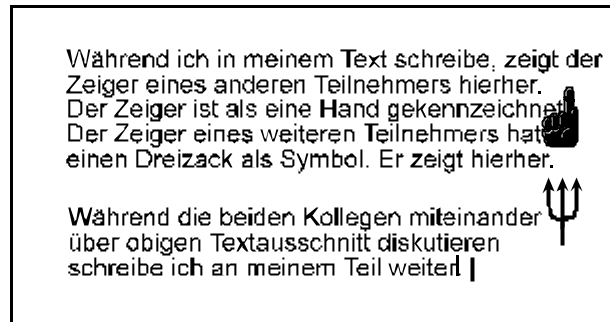 Während ich in meinem Text schreibe, zeigt der
Zeiger eines anderen Teilnehmers hierher.
Der Zeiger ist als eine Hand gekennzeichnet.
Der Zeiger eines weiteren Teilnehmers hat
einen Dreizack als Symbol. Er zeigt hierher.
Während die beiden Kollegen miteinander
über obigen Textausschnitt diskutieren
schreibe ich an meinem Teil weiter.